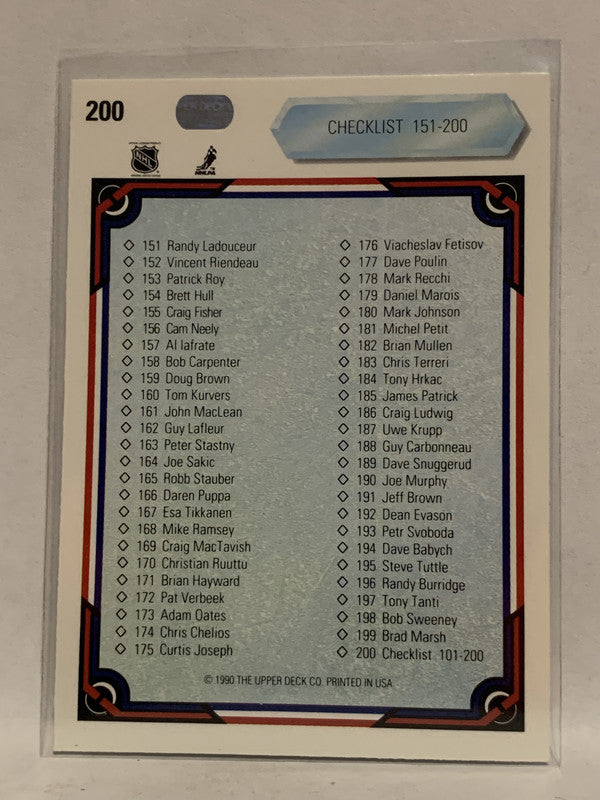 200
CHECKLIST 151-200
NHL
NHLPA
151 Randy Ladouceur
152 Vincent Riendeau
153 Patrick Roy
154 Brett Hull
155 Craig Fisher
156 Cam Neely
157 Al Iafrate
158 Bob Carpenter
159 Doug Brown
160 Tom Kurvers
161 John MacLean
162 Guy Lafleur
163 Peter Stastny
164 Joe Sakic
165 Robb Stauber
166 Daren Puppa
167 Esa Tikkanen
168 Mike Ramsey
169 Craig MacTavish
170 Christian Ruuttu
171 Brian Hayward
172 Pat Verbeek
173 Adam Oates
174 Chris Chelios
175 Curtis Joseph
176 Viacheslav Fetisov
177 Dave Poulin
178 Mark Recchi
179 Daniel Marois
180 Mark Johnson
181 Michel Petit
182 Brian Mullen
183 Chris Terreri
184 Tony Hrkac
185 James Patrick
186 Craig Ludwig
187 Uwe Krupp
188 Guy Carbonneau
189 Dave Snuggerud
190 Joe Murphy
191 Jeff Brown
192 Dean Evason
193 Petr Svoboda
194 Dave Babych
195 Steve Tuttle
196 Randy Burridge
197 Tony Tanti
198 Bob Sweeney
199 Brad Marsh
200 Checklist 101-200
© 1990 THE UPPER DECK CO. PRINTED IN USA